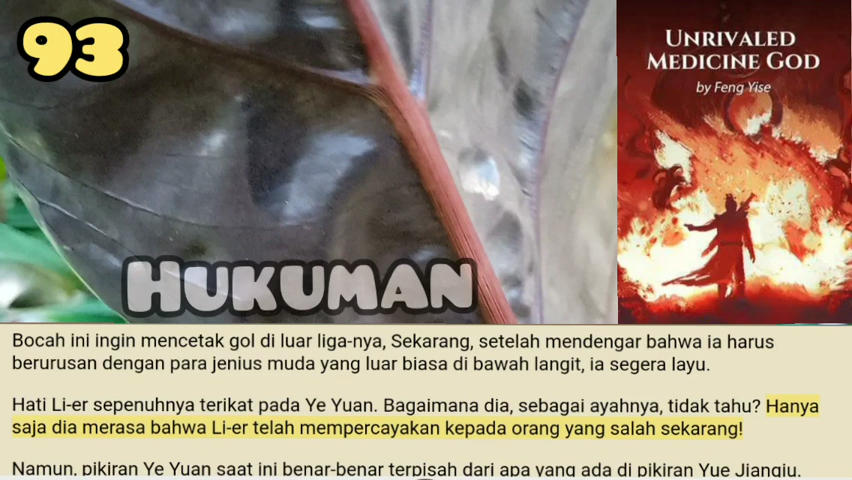 93
UNRIVALED
MEDICINE GOD
by Feng Yise
HUKUMAN
Bocah ini ingin mencetak gol di luar liga-nya, Sekarang, setelah mendengar bahwa ia harus
berurusan dengan para jenius muda yang luar biasa di bawah langit, ia segera layu.
Hati Li-er sepenuhnya terikat pada Ye Yuan. Bagaimana dia, sebagai ayahnya, tidak tahu? Hanya
saja dia merasa bahwa Li-er telah mempercayakan kepada orang yang salah sekarang!
Namun, pikiran Ye Yuan saat ini benar-benar terpisah dari apa yang ada di pikiran Yue Jianqiu.